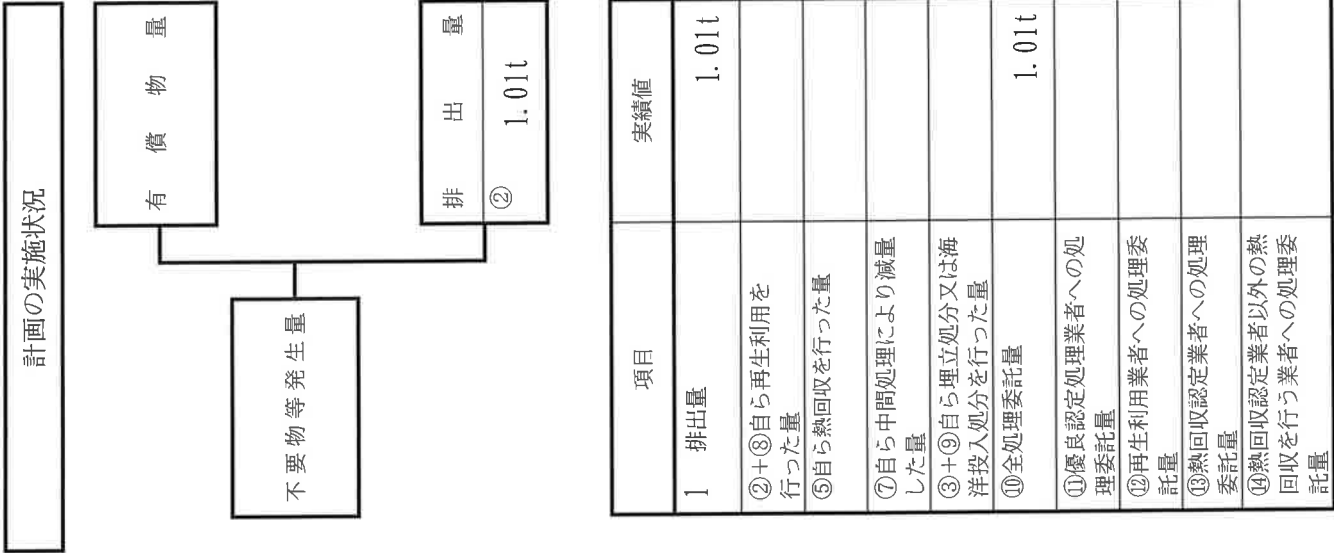 計画の実施状況
有償物量
不要物等発生量
排出量
② 1.01t
項目 実績値
1 排出量 1.01t
②+⑧自ら再生利用を
行った量
⑤自ら熱回収を行った量
⑦自ら中間処理により減量
した量
③+⑨自ら埋立処分又は海
洋投入処分を行った量
⑩全処理委託量 1.01t
⑪優良認定処理業者への処
理委託量
⑫再生利用業者への処理委
託量
⑬熱回収認定業者への処理
委託量
⑭熱回収認定業者以外の熱
回収を行う業者への処理委
託量